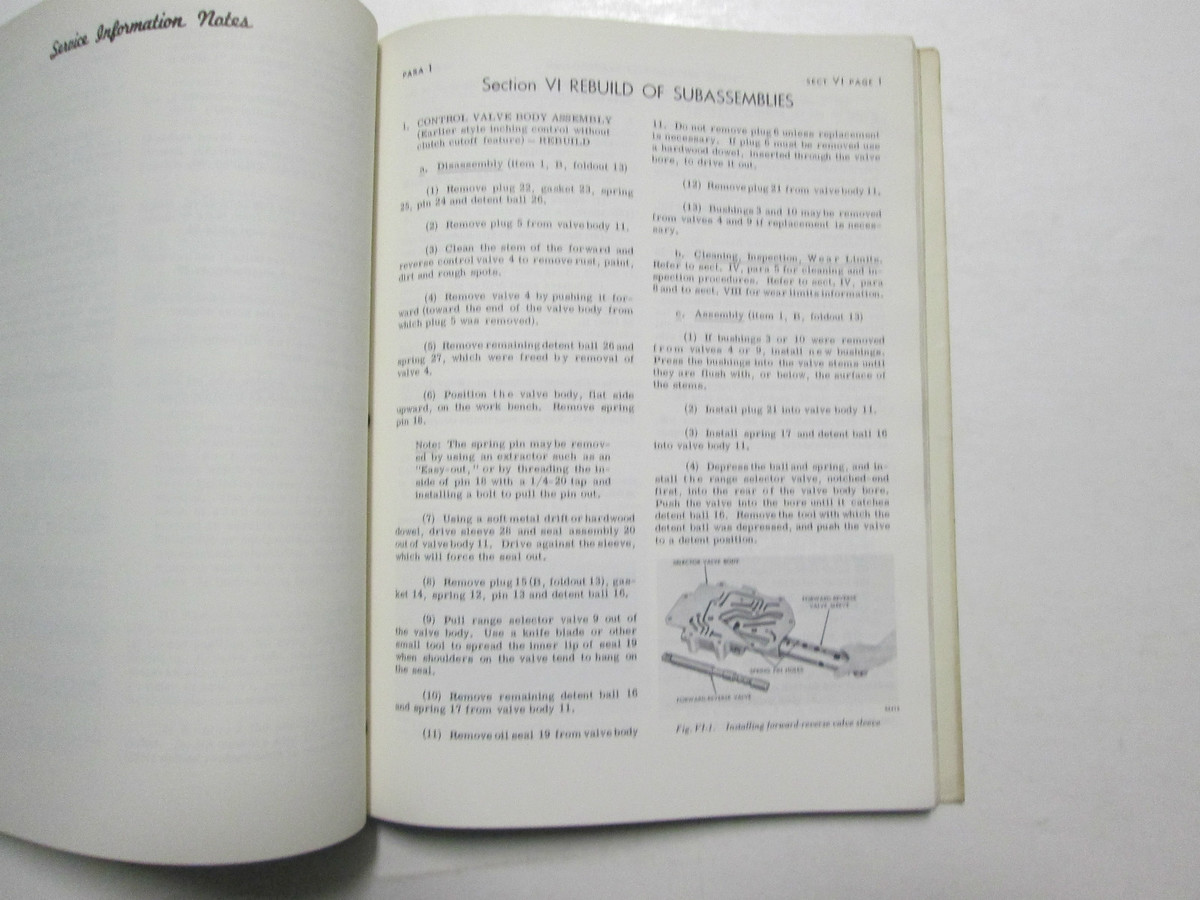 Service Information Notes
PARA 1
SECT VI PAGE 1
Section VI REBUILD OF SUBASSEMBLIES
1. CONTROL VALVE BODY ASSEMBLY
(Earlier style inching control without
clutch cutoff feature) — REBUILD
a. Disassembly (item 1, B, foldout 13)
(1) Remove plug 22, gasket 23, spring
25, pin 24 and detent ball 26.
(2) Remove plug 5 from valve body 11.
(3) Clean the stem of the forward and
reverse control valve 4 to remove rust, paint,
dirt and rough spots.
(4) Remove valve 4 by pushing it for-
ward (toward the end of the valve body from
which plug 5 was removed).
(5) Remove remaining detent ball 26 and
spring 27, which were freed by removal of
valve 4.
(6) Position the valve body, flat side
upward, on the work bench. Remove spring
pin 18.
Note: The spring pin may be remov-
ed by using an extractor such as an
"Easy-out," or by threading the in-
side of pin 18 with a 1/4-20 tap and
installing a bolt to pull the pin out.
(7) Using a soft metal drift or hardwood
dowel, drive sleeve 28 and seal assembly 20
out of valve body 11. Drive against the sleeve,
which will force the seal out.
(8) Remove plug 15 (B, foldout 13), gas-
ket 14, spring 12, pin 13 and detent ball 16.
(9) Pull range selector valve 9 out of
the valve body. Use a knife blade or other
small tool to spread the inner lip of seal 19
when shoulders on the valve tend to hang on
the seal.
(10) Remove remaining detent ball 16
and spring 17 from valve body 11.
(11) Remove oil seal 19 from valve body
11. Do not remove plug 6 unless replacement
is necessary. If plug 6 must be removed use
a hardwood dowel, inserted through the valve
bore, to drive it out.
(12) Remove plug 21 from valve body 11.
(13) Bushings 3 and 10 may be removed
from valves 4 and 9 if replacement is neces-
sary.
b. Cleaning, Inspection, Wear Limits.
Refer to sect. IV, para 5 for cleaning and in-
spection procedures. Refer to sect. IV, para
8 and to sect. VIII for wear limits information.
c. Assembly (item 1, B, foldout 13)
(1) If bushings 3 or 10 were removed
from valves 4 or 9, install new bushings.
Press the bushings into the valve stems until
they are flush with, or below, the surface of
the stems.
(2) Install plug 21 into valve body 11.
(3) Install spring 17 and detent ball 16
into valve body 11.
(4) Depress the ball and spring, and in-
stall the range selector valve, notched end
first, into the rear of the valve body bore.
Push the valve into the bore until it catches
detent ball 16. Remove the tool with which the
detent ball was depressed, and push the valve
to a detent position.
SELECTOR VALVE BODY
FORWARD-REVERSE
VALVE SLEEVE
SPRING PIN HOLES
FORWARD-REVERSE VALVE
Fig. VI-1. Installing forward-reverse valve sleeve